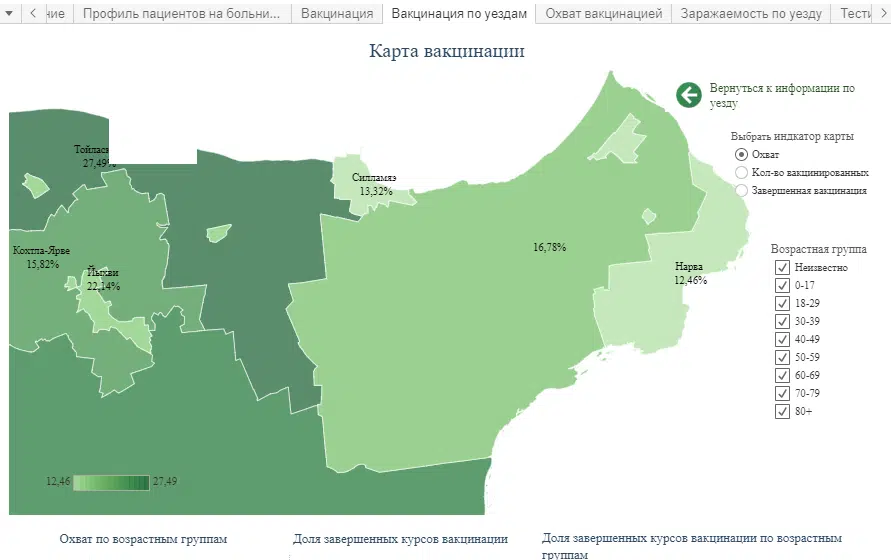 ние
Профиль пациентов на больни...
Вакцинация
Вакцинация по уездам
Охват вакцинацией
Заражаемость по уезду
Тести
Карта вакцинации
Вернуться к информации по
уезду
Выбрать индкатор карты
Охват
Кол-во вакцинированных
Завершенная вакцинация
Тойласк
27,49%
Силламяэ
13,32%
Кохтла-Ярве
15,82%
Йыхви
22,14%
16,78%
Нарва
12,46%
Возрастная группа
Неизвестно
0-17
18-29
30-39
40-49
50-59
60-69
70-79
80+
12,46
27,49
Охват по возрастным группам
Доля завершенных курсов вакцинации
Доля завершенных курсов вакцинации по возрастным
группам